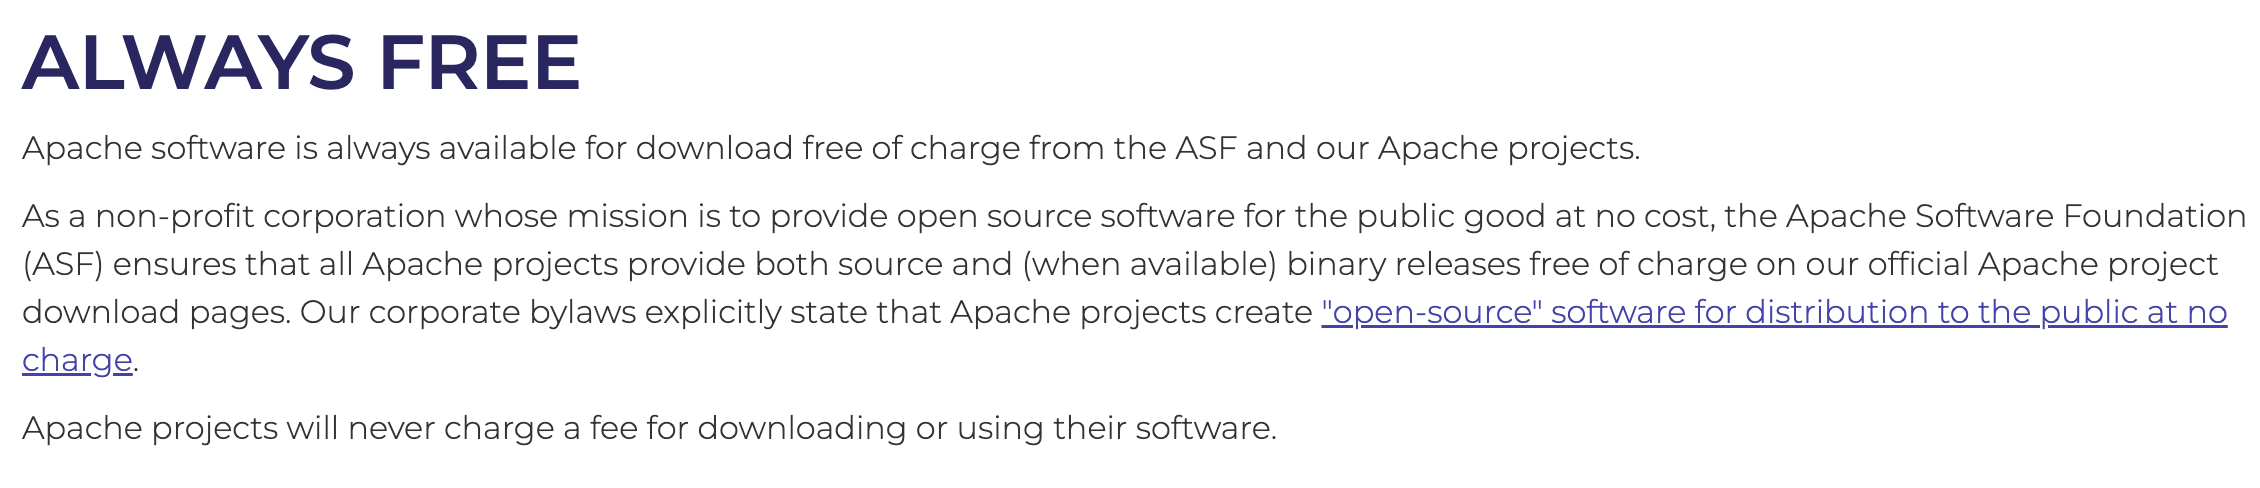 ALWAYS FREE
Apache software is always available for download free of charge from the ASF and our Apache projects.
As a non-profit corporation whose mission is to provide open source software for the public good at no cost, the Apache Software Foundation
(ASF) ensures that all Apache projects provide both source and (when available) binary releases free of charge on our official Apache project
download pages. Our corporate bylaws explicitly state that Apache projects create "open-source" software for distribution to the public at no
charge.
Apache projects will never charge a fee for downloading or using their software.